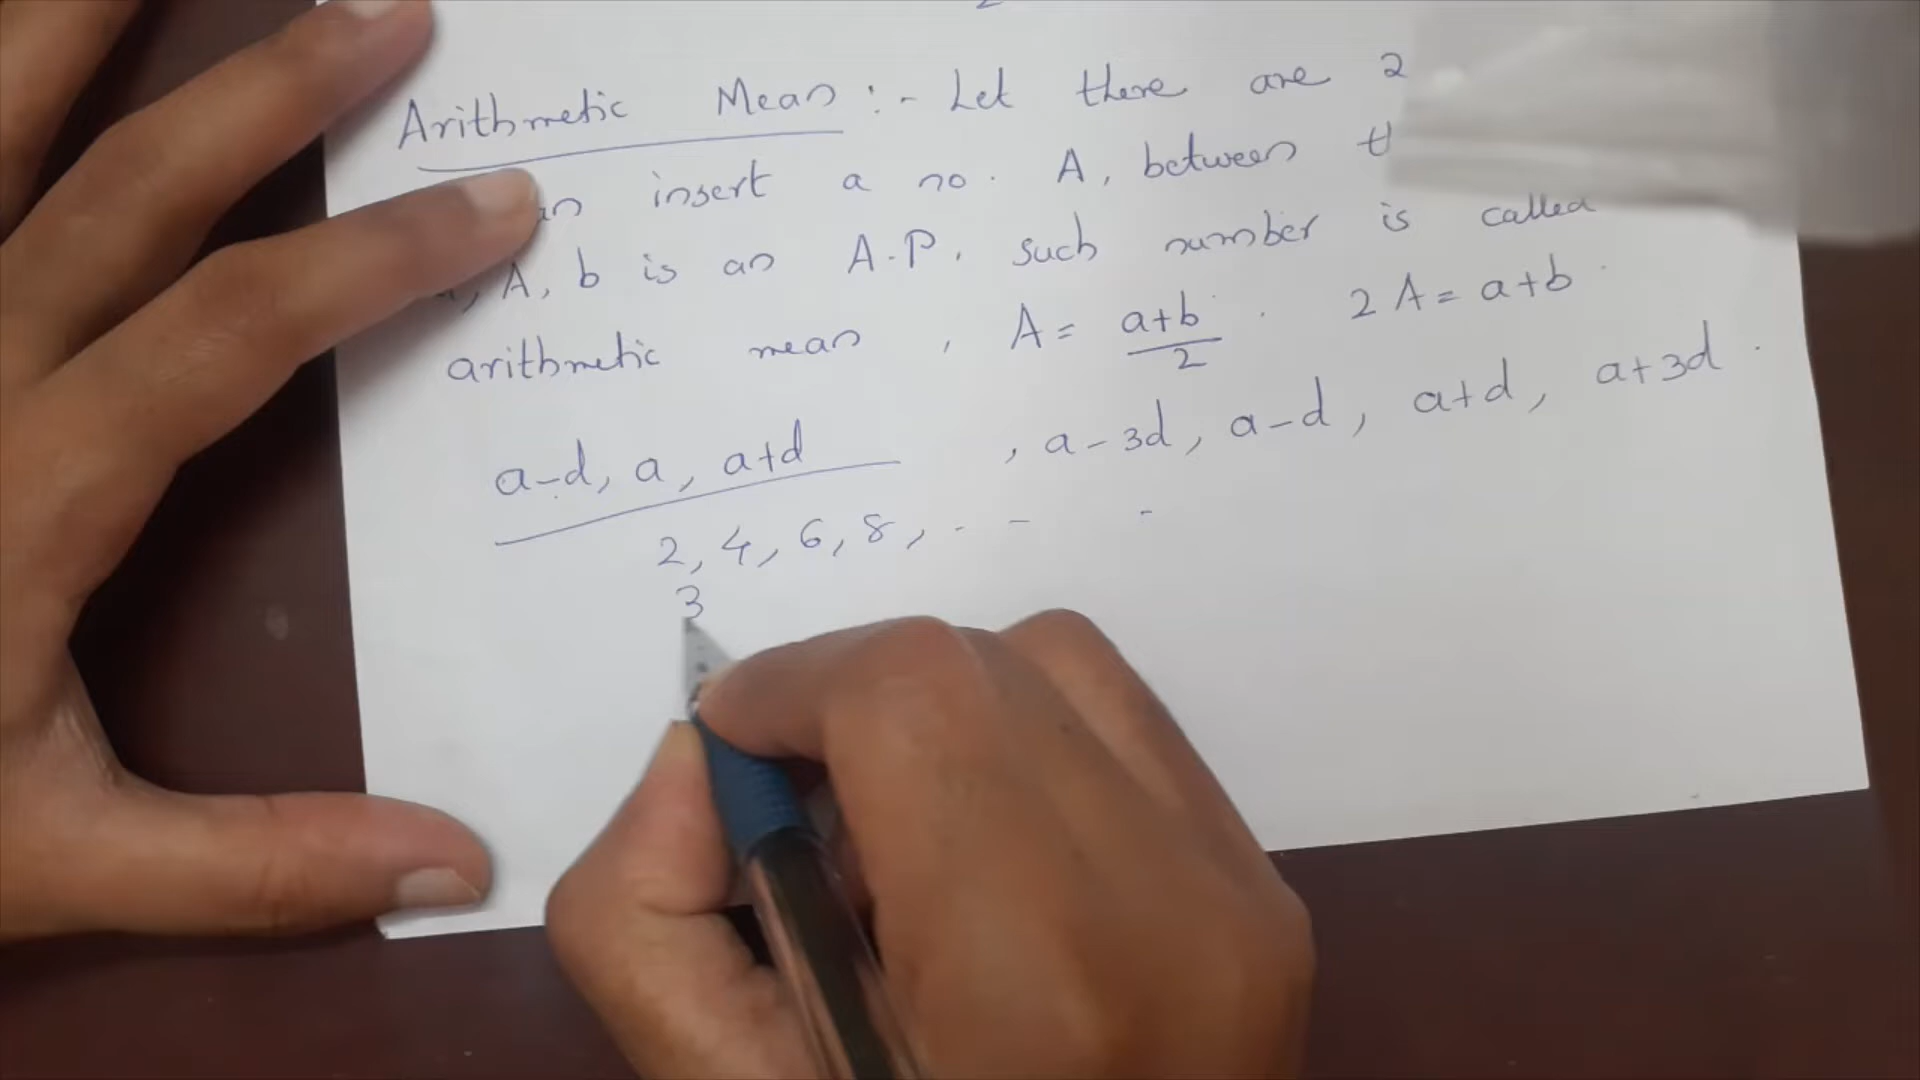 Arithmetic Mean :- Let there are 2
insert a no. A, between
A, b is an A.P. such number is called
arithmetic mean, A = a+b/2. 2A = a+b.
a-d, a, a+d , a-3d, a-d, a+d, a+3d.
2, 4, 6, 8, . - -
3